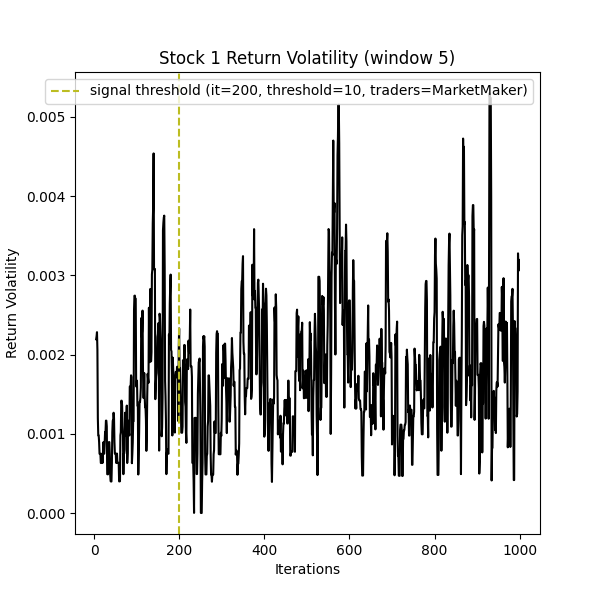 Stock 1 Return Volatility (window 5)
signal threshold (it=200, threshold=10, traders=MarketMaker)
0.005
0.004
0.003
0.002
0.001
0.000
Return Volatility
0 200 400 600 800 1000
Iterations